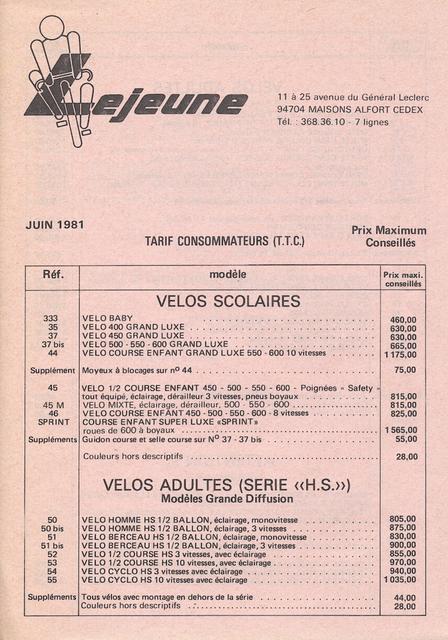 Lejeune
11 à 25 avenue du Général Leclerc
94704 MAISONS ALFORT CEDEX
Tél. : 368.36.10 - 7 lignes
JUIN 1981
Prix Maximum
Conseillés
TARIF CONSOMMATEURS (T.T.C.)
Réf. modèle Prix maxi. conseillés
VELOS SCOLAIRES
333 VELO BABY 460,00
35 VELO 400 GRAND LUXE 630,00
37 VELO 450 GRAND LUXE 630,00
37 bis VELO 500 - 550 - 600 GRAND LUXE 665,00
44 VELO COURSE ENFANT GRAND LUXE 550 - 600 10 vitesses 1 175,00
Supplément Moyeux à blocages sur nº 44 75,00
45 VELO 1/2 COURSE ENFANT 450 - 500 - 550 - 600 - Poignées « Safety »
tout équipé, éclairage, dérailleur 3 vitesses, pneus boyaux 815,00
45 M VELO MIXTE, éclairage, dérailleur, 500 - 550 - 600 815,00
46 VELO COURSE ENFANT 450 - 500 - 550 - 600 - 8 vitesses 825,00
SPRINT COURSE ENFANT SUPER LUXE «SPRINT»
roues de 600 à boyaux 1 565,00
Suppléments Guidon course et selle course sur Nº 37 - 37 bis 55,00
Couleurs hors descriptifs 28,00
VELOS ADULTES (SERIE «H.S.»)
Modèles Grande Diffusion
50 VELO HOMME HS 1/2 BALLON, éclairage, monovitesse 805,00
50 bis VELO HOMME HS 1/2 BALLON, éclairage, 3 vitesses 875,00
51 VELO BERCEAU HS 1/2 BALLON, éclairage, monovitesse 830,00
51 bis VELO BERCEAU HS 1/2 BALLON, éclairage, 3 vitesses 900,00
52 VELO 1/2 COURSE HS 3 vitesses, avec éclairage 855,00
53 VELO 1/2 COURSE HS 10 vitesses, avec éclairage 970,00
54 VELO CYCLO HS 3 vitesses avec éclairage 940,00
55 VELO CYCLO HS 10 vitesses avec éclairage 1 035,00
Suppléments Tous vélos avec montage en dehors de la série 44,00
Couleurs hors descriptifs 28,00